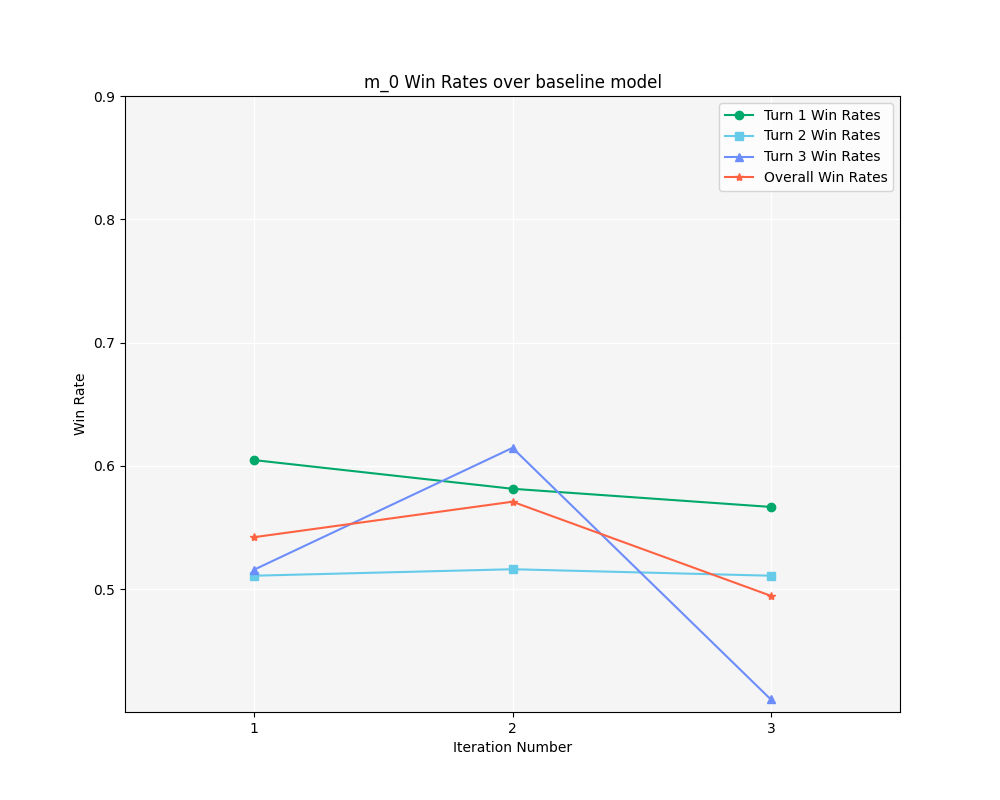 m_0 Win Rates over baseline model
0.9
0.8
0.7
0.6
0.5
Win Rate
Turn 1 Win Rates
Turn 2 Win Rates
Turn 3 Win Rates
Overall Win Rates
1
2
3
Iteration Number